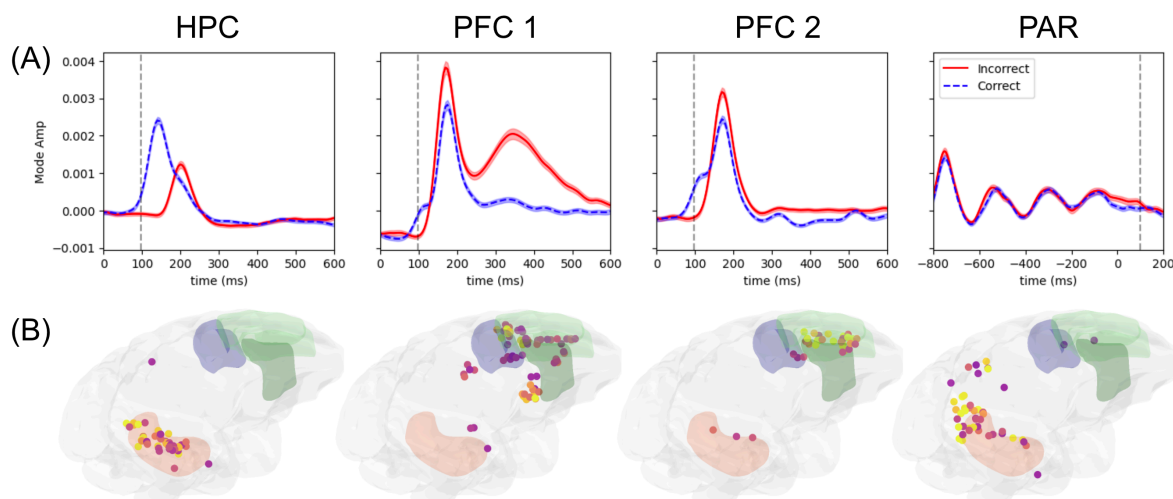 HPC PFC 1 PFC 2 PAR
(A)
Mode Amp
0.004
0.003
0.002
0.001
0.000
−0.001
0 100 200 300 400 500 600
time (ms)
0 100 200 300 400 500 600
time (ms)
0 100 200 300 400 500 600
time (ms)
Incorrect
Correct
−800 −600 −400 −200 0 200
time (ms)
(B)